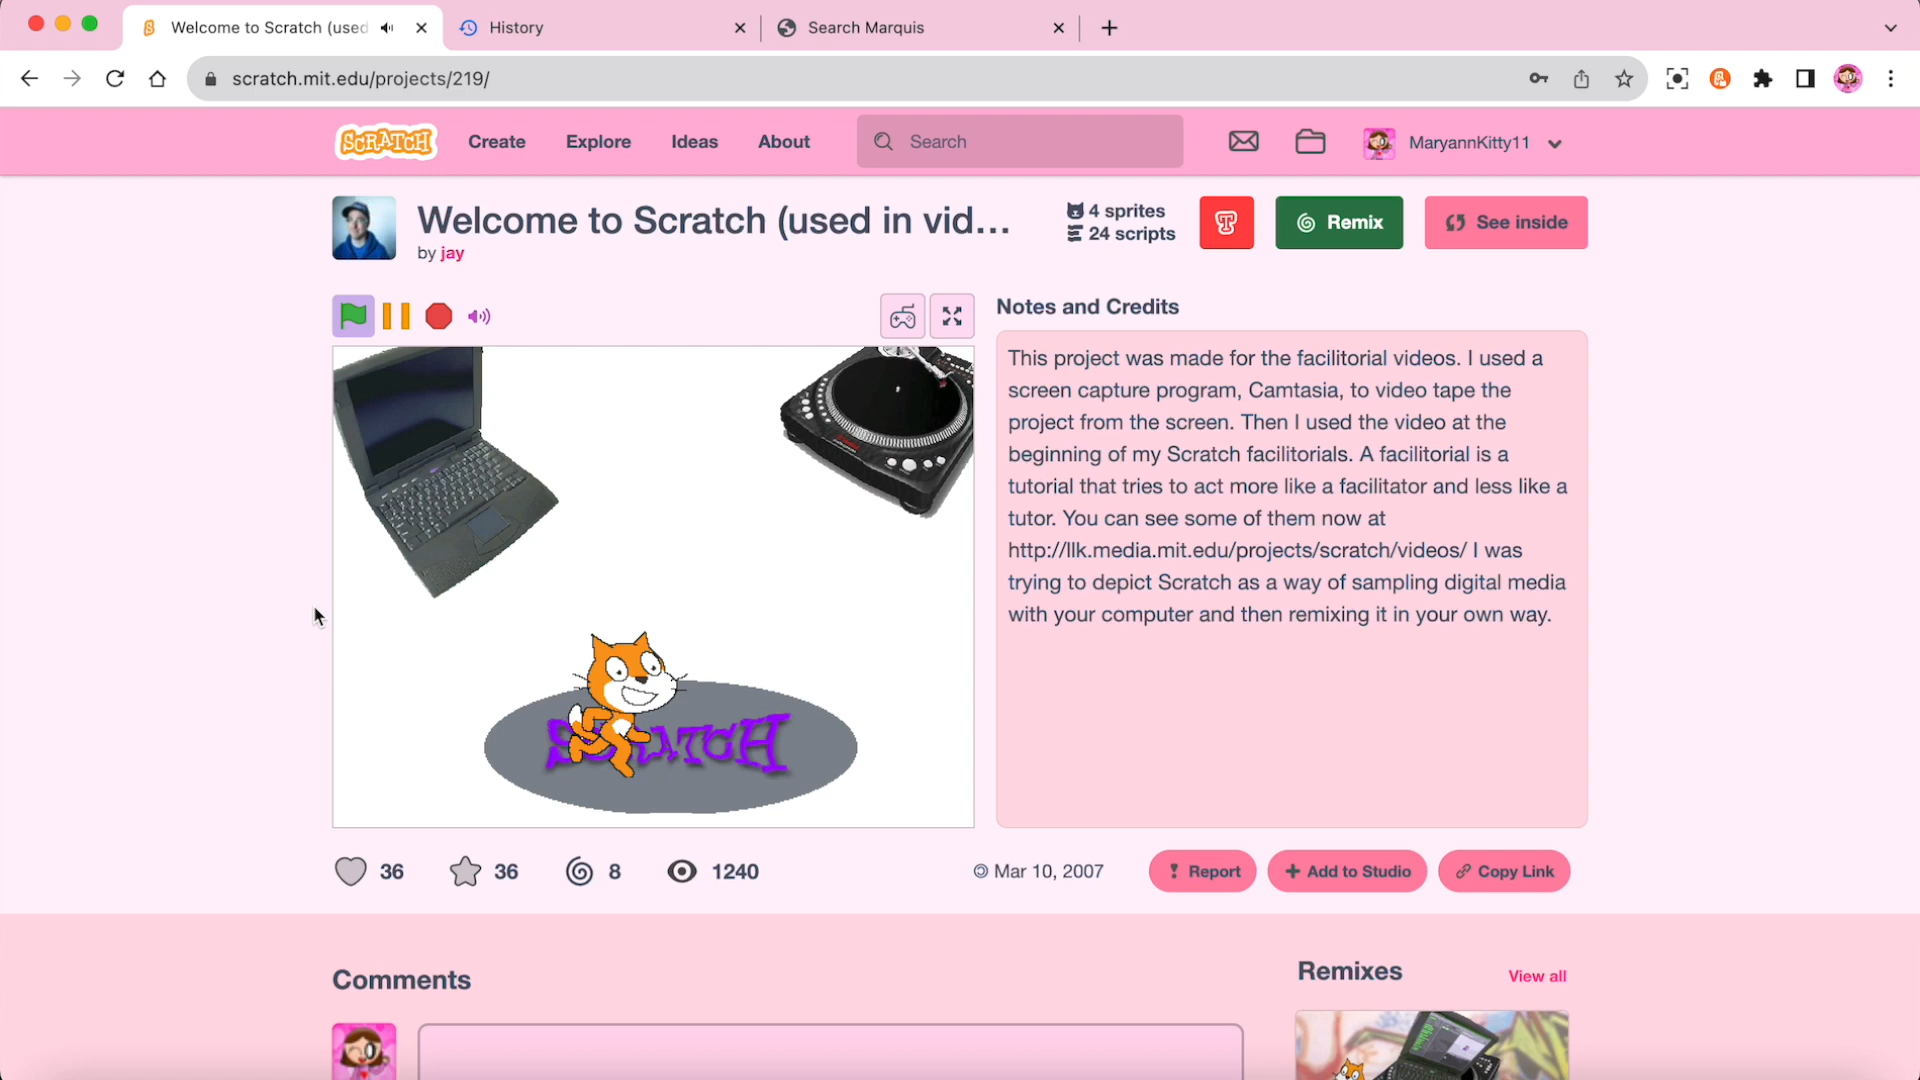 Welcome to Scratch (used
History
Search Marquis
scratch.mit.edu/projects/219/
SCRATCH
Create
Explore
Ideas
About
Search
MaryannKitty11
Welcome to Scratch (used in vid...
by jay
4 sprites
24 scripts
Remix
See inside
Notes and Credits
This project was made for the facilitorial videos. I used a
screen capture program, Camtasia, to video tape the
project from the screen. Then I used the video at the
beginning of my Scratch facilitorials. A facilitorial is a
tutorial that tries to act more like a facilitator and less like a
tutor. You can see some of them now at
http://llk.media.mit.edu/projects/scratch/videos/ I was
trying to depict Scratch as a way of sampling digital media
with your computer and then remixing it in your own way.
SCRATCH
36
36
8
1240
Mar 10, 2007
Report
Add to Studio
Copy Link
Comments
Remixes
View all